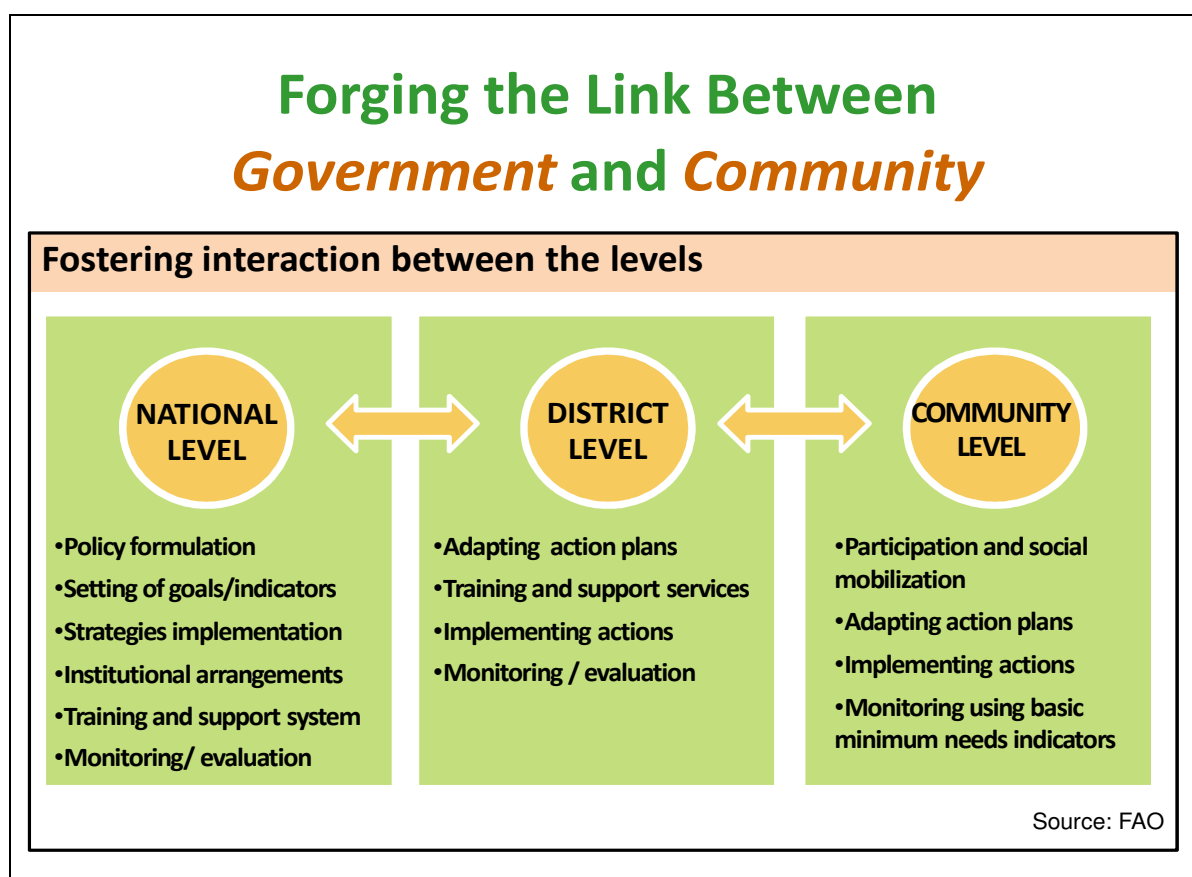 Forging the Link Between
Government and Community
Fostering interaction between the levels
NATIONAL
LEVEL
•Policy formulation
•Setting of goals/indicators
•Strategies implementation
•Institutional arrangements
•Training and support system
•Monitoring/ evaluation
DISTRICT
LEVEL
•Adapting action plans
•Training and support services
•Implementing actions
•Monitoring / evaluation
COMMUNITY
LEVEL
•Participation and social
mobilization
•Adapting action plans
•Implementing actions
•Monitoring using basic
minimum needs indicators
Source: FAO